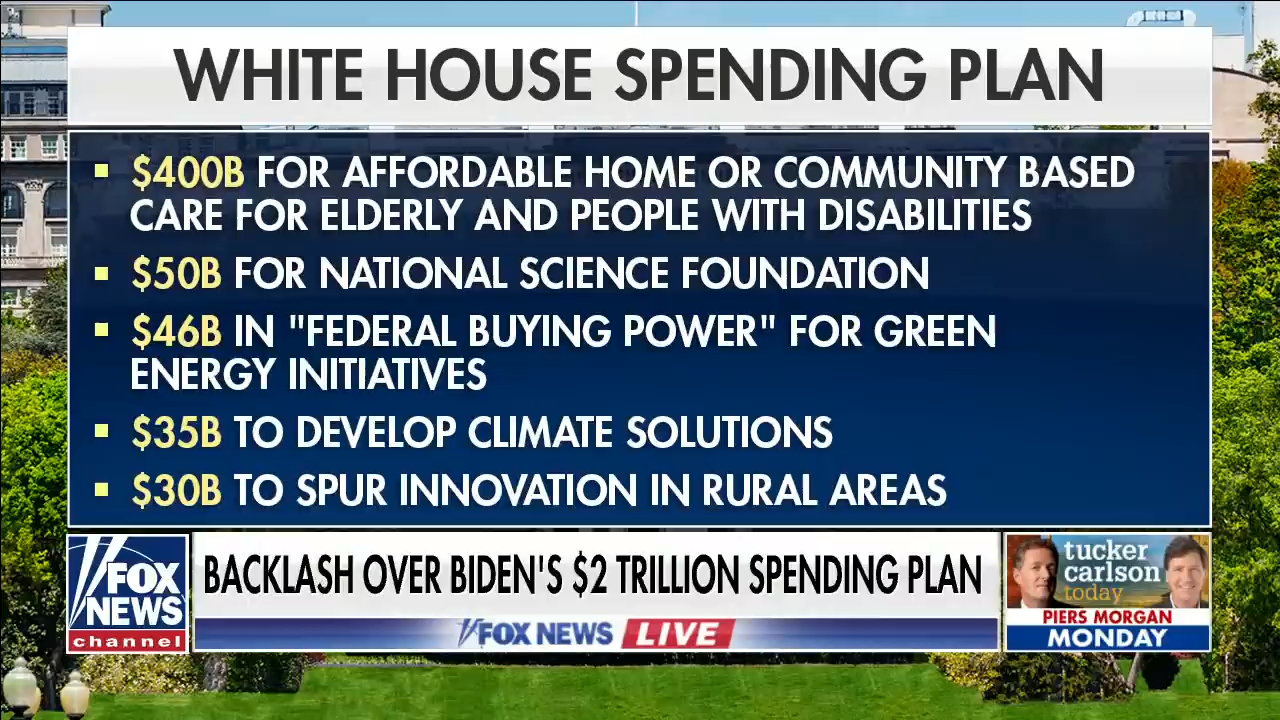 WHITE HOUSE SPENDING PLAN
$400B FOR AFFORDABLE HOME OR COMMUNITY BASED
CARE FOR ELDERLY AND PEOPLE WITH DISABILITIES
$50B FOR NATIONAL SCIENCE FOUNDATION
$46B IN "FEDERAL BUYING POWER" FOR GREEN
ENERGY INITIATIVES
$35B TO DEVELOP CLIMATE SOLUTIONS
$30B TO SPUR INNOVATION IN RURAL AREAS
FOX
NEWS
channel
BACKLASH OVER BIDEN'S $2 TRILLION SPENDING PLAN
FOX NEWS LIVE
tucker
carlson
today
PIERS MORGAN
MONDAY